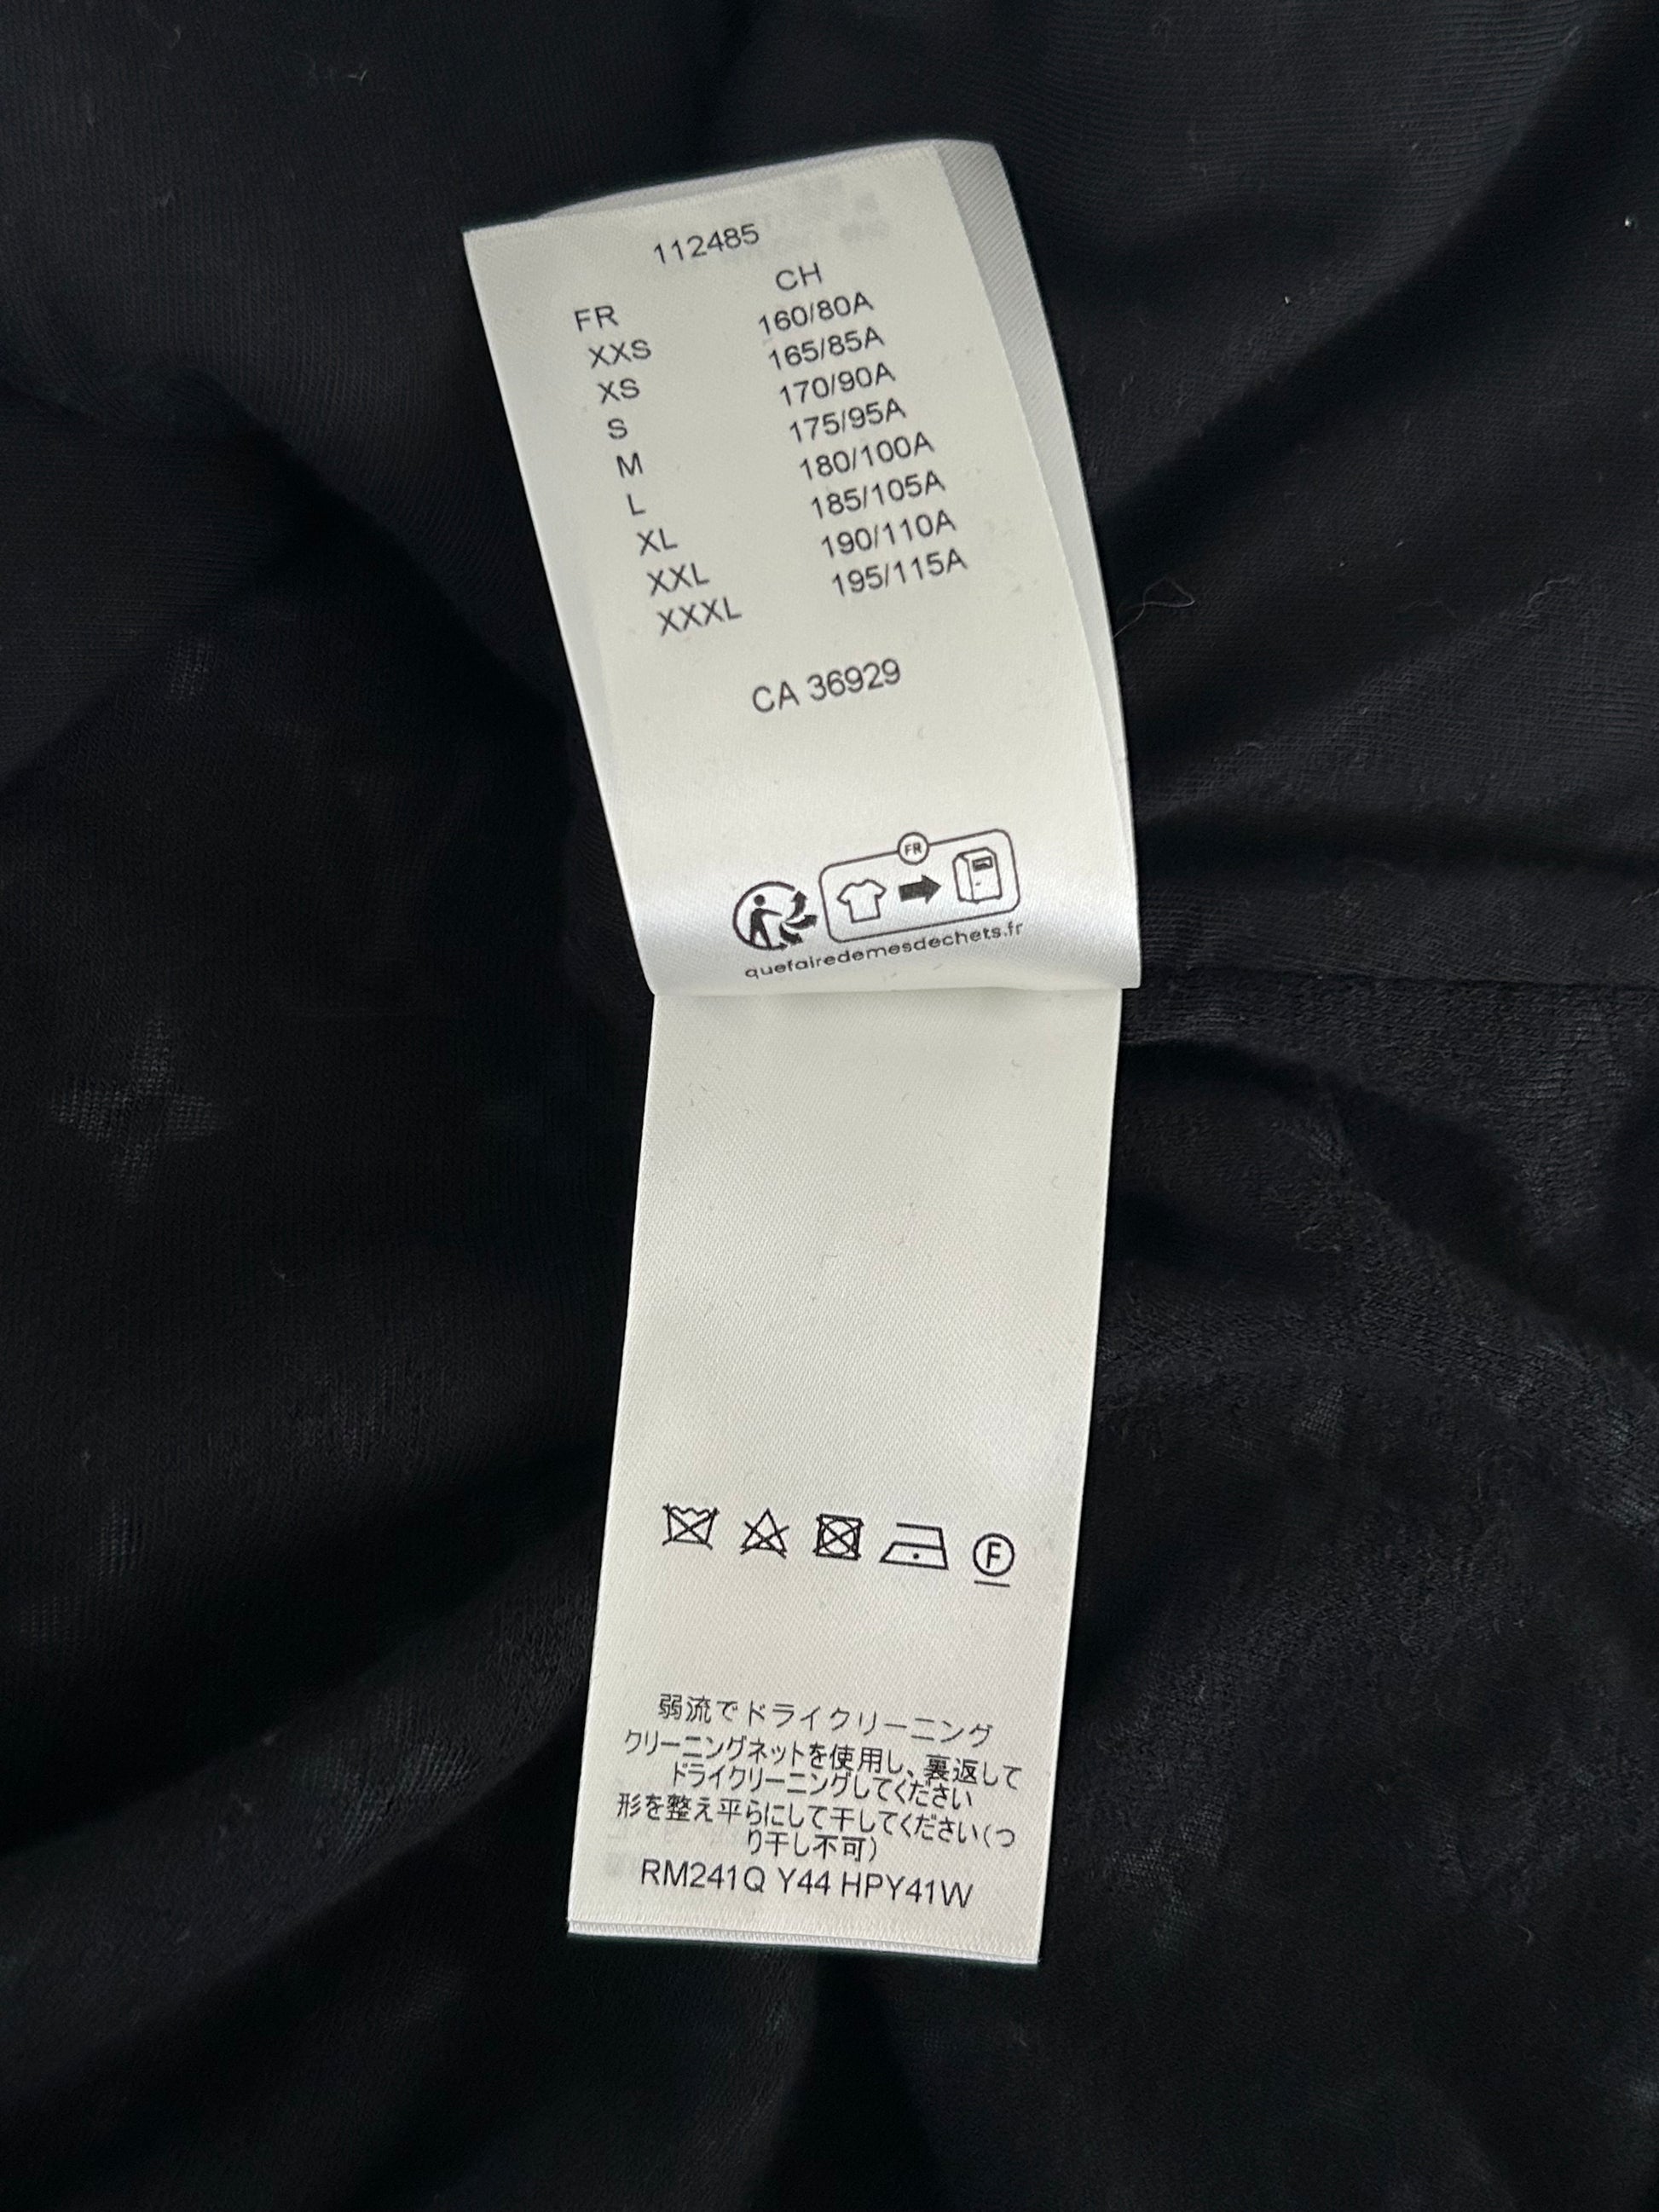 112485
FR CH
XXS 160/80A
XS 165/85A
S 170/90A
M 175/95A
L 180/100A
XL 185/105A
XXL 190/110A
XXXL 195/115A
CA 36929
FR
quefairedemesdechets.fr
F
弱流でドライクリーニング
クリーニングネットを使用し、裏返して
ドライクリーニングしてください
形を整え平らにして干してください(つ
り干し不可)
RM241Q Y44 HPY41W